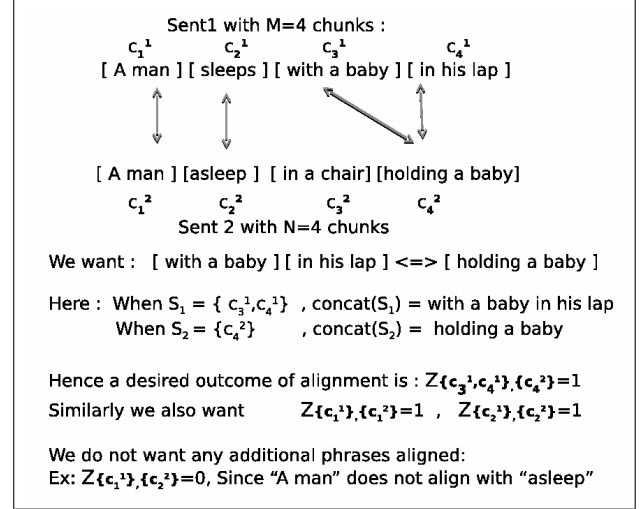 Sent1 with M=4 chunks :
C₁¹ C₂¹ C₃¹ C₄¹
[ A man ] [ sleeps ] [ with a baby ] [ in his lap ]
[ A man ] [asleep ] [ in a chair] [holding a baby]
C₁² C₂² C₃² C₄²
Sent 2 with N=4 chunks
We want : [ with a baby ] [ in his lap ] <=> [ holding a baby ]
Here : When S₁ = { c₃¹,c₄¹} , concat(S₁) = with a baby in his lap
When S₂ = {c₄²} , concat(S₂) = holding a baby
Hence a desired outcome of alignment is : Z{c₃¹,c₄¹},{c₄²}=1
Similarly we also want Z{c₁¹},{c₁²}=1 , Z{c₂¹},{c₂²}=1
We do not want any additional phrases aligned:
Ex: Z{c₁¹},{c₂²}=0, Since “A man” does not align with “asleep”